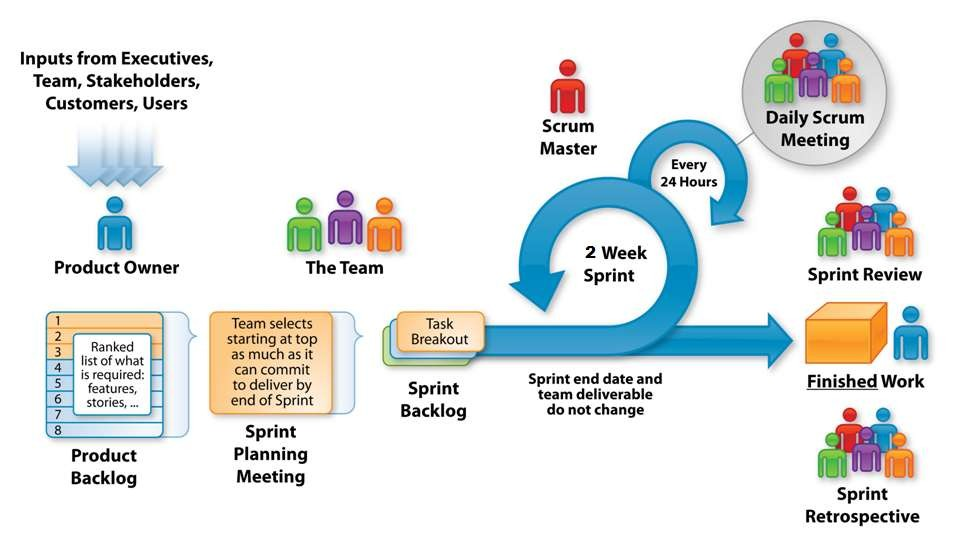 Inputs from Executives,
Team, Stakeholders,
Customers, Users
Product Owner
The Team
Scrum
Master
Every
24 Hours
Daily Scrum
Meeting
2 Week
Sprint
Sprint Review
1
2
3
4
5
6
7
8
Ranked
list of what
is required:
features,
stories, ...
Product
Backlog
Team selects
starting at top
as much as it
can commit
to deliver by
end of Sprint
Sprint
Planning
Meeting
Task
Breakout
Sprint
Backlog
Sprint end date and
team deliverable
do not change
Finished Work
Sprint
Retrospective